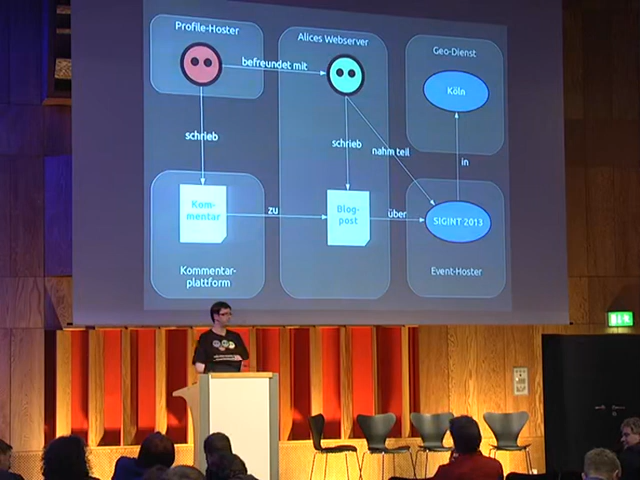 Profile-Hoster
Alices Webserver
Geo-Dienst
befreundet mit
Köln
schrieb
schrieb
nahm teil
in
Kom-
mentar
zu
Blog-
post
über
SIGINT 2013
Kommentar-
plattform
Event-Hoster